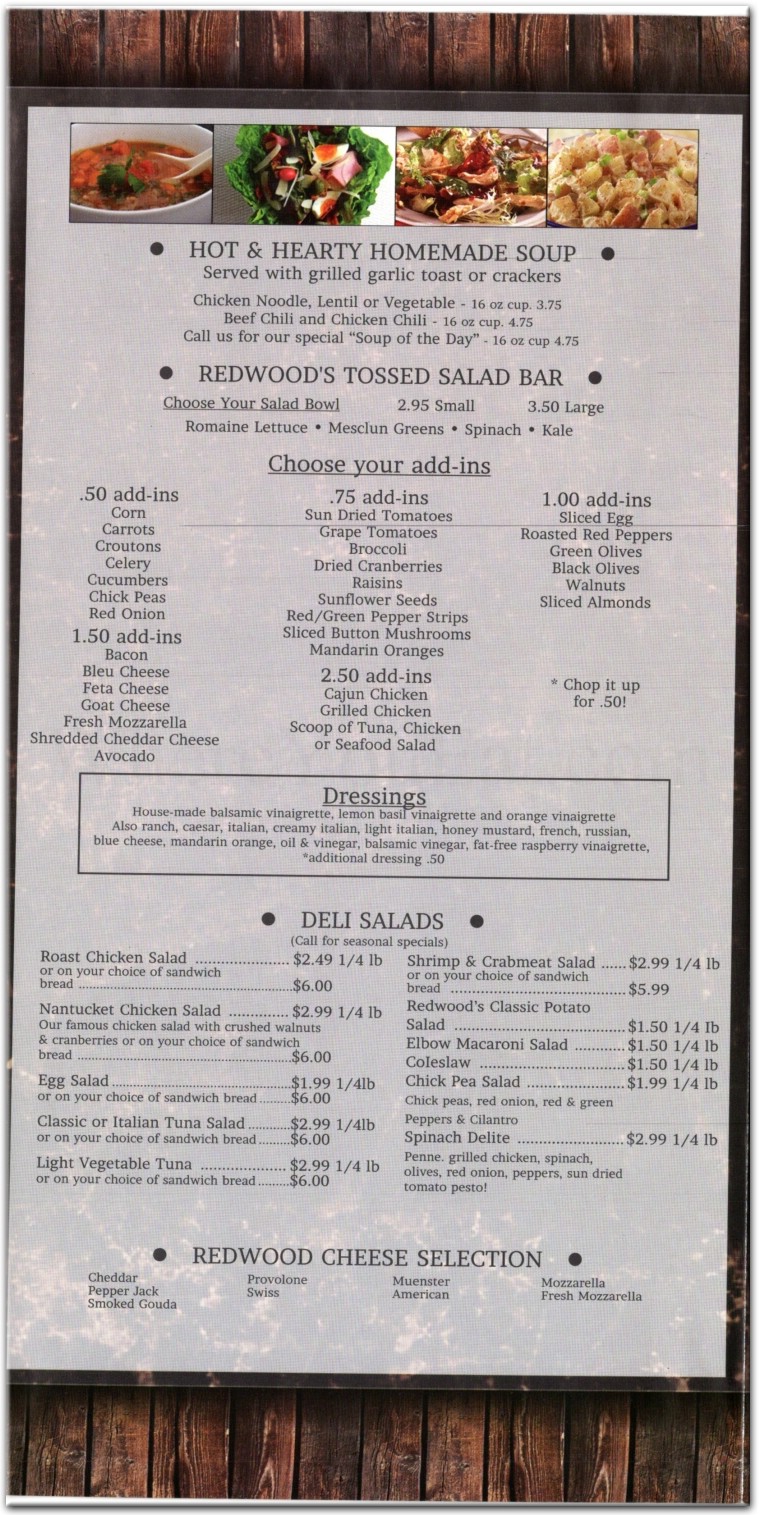 ● HOT & HEARTY HOMEMADE SOUP ●
Served with grilled garlic toast or crackers
Chicken Noodle, Lentil or Vegetable - 16 oz cup. 3.75
Beef Chili and Chicken Chili - 16 oz cup. 4.75
Call us for our special “Soup of the Day” - 16 oz cup 4.75
● REDWOOD'S TOSSED SALAD BAR ●
Choose Your Salad Bowl 2.95 Small 3.50 Large
Romaine Lettuce • Mesclun Greens • Spinach • Kale
Choose your add-ins
.50 add-ins
Corn
Carrots
Croutons
Celery
Cucumbers
Chick Peas
Red Onion
1.50 add-ins
Bacon
Bleu Cheese
Feta Cheese
Goat Cheese
Fresh Mozzarella
Shredded Cheddar Cheese
Avocado
.75 add-ins
Sun Dried Tomatoes
Grape Tomatoes
Broccoli
Dried Cranberries
Raisins
Sunflower Seeds
Red/Green Pepper Strips
Sliced Button Mushrooms
Mandarin Oranges
2.50 add-ins
Cajun Chicken
Grilled Chicken
Scoop of Tuna, Chicken
or Seafood Salad
1.00 add-ins
Sliced Egg
Roasted Red Peppers
Green Olives
Black Olives
Walnuts
Sliced Almonds
* Chop it up
for .50!
Dressings
House-made balsamic vinaigrette, lemon basil vinaigrette and orange vinaigrette
Also ranch, caesar, italian, creamy italian, light italian, honey mustard, french, russian,
blue cheese, mandarin orange, oil & vinegar, balsamic vinegar, fat-free raspberry vinaigrette,
*additional dressing .50
● DELI SALADS ●
(Call for seasonal specials)
Roast Chicken Salad ..................... $2.49 1/4 lb
or on your choice of sandwich
bread ......................................................$6.00
Nantucket Chicken Salad ............. $2.99 1/4 lb
Our famous chicken salad with crushed walnuts
& cranberries or on your choice of sandwich
bread ......................................................$6.00
Egg Salad........................................$1.99 1/4lb
or on your choice of sandwich bread ........$6.00
Classic or Italian Tuna Salad..........$2.99 1/4lb
or on your choice of sandwich bread ........$6.00
Light Vegetable Tuna ................... $2.99 1/4 lb
or on your choice of sandwich bread ........$6.00
Shrimp & Crabmeat Salad ......$2.99 1/4 lb
or on your choice of sandwich
bread .............................................$5.99
Redwood's Classic Potato
Salad ......................................$1.50 1/4 lb
Elbow Macaroni Salad ...........$1.50 1/4 lb
Coleslaw .................................$1.50 1/4 lb
Chick Pea Salad ......................$1.99 1/4 lb
Chick peas, red onion, red & green
Peppers & Cilantro
Spinach Delite ........................$2.99 1/4 lb
Penne. grilled chicken, spinach,
olives, red onion, peppers, sun dried
tomato pesto!
● REDWOOD CHEESE SELECTION ●
Cheddar
Pepper Jack
Smoked Gouda
Provolone
Swiss
Muenster
American
Mozzarella
Fresh Mozzarella